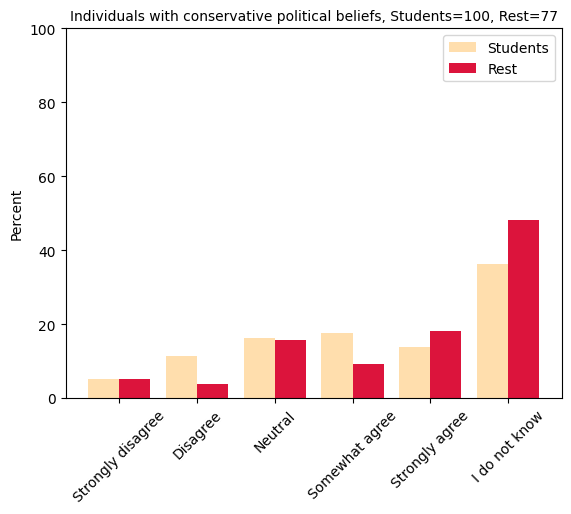 Individuals with conservative political beliefs, Students=100, Rest=77
100
80
60
40
20
0
Percent
Students
Rest
Strongly disagree
Disagree
Neutral
Somewhat agree
Strongly agree
I do not know